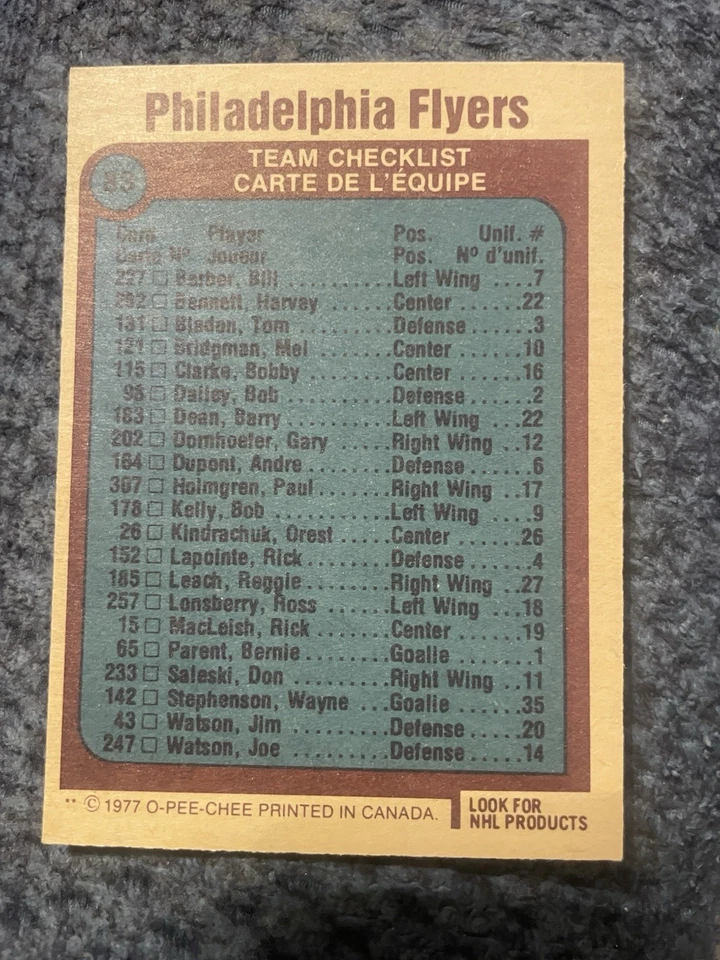 Philadelphia Flyers
TEAM CHECKLIST
CARTE DE L'ÉQUIPE
83
Card Player Pos. Unif. #
Carte Nº Joueur Pos. Nº d'unif.
227 □ Barber, Bill ............Left Wing ....7
292 □ Bennett, Harvey .......Center ......22
131 □ Bladon, Tom ..........Defense ......3
121 □ Bridgman, Mel ........Center ......10
115 □ Clarke, Bobby .........Center ......16
98 □ Dailey, Bob ............Defense ......2
183 □ Dean, Barry ...........Left Wing ...22
202 □ Dornhoefer, Gary ......Right Wing ..12
164 □ Dupont, Andre ........Defense ......6
307 □ Holmgren, Paul .......Right Wing ..17
178 □ Kelly, Bob .............Left Wing ....9
26 □ Kindrachuk, Orest .....Center ......26
152 □ Lapointe, Rick .........Defense ......4
185 □ Leach, Reggie .........Right Wing ..27
257 □ Lonsberry, Ross .......Left Wing ...18
15 □ MacLeish, Rick ........Center ......19
65 □ Parent, Bernie .........Goalie ........1
233 □ Saleski, Don ...........Right Wing ..11
142 □ Stephenson, Wayne ...Goalie .......35
43 □ Watson, Jim ...........Defense .....20
247 □ Watson, Joe ...........Defense .....14
** © 1977 O-PEE-CHEE PRINTED IN CANADA.
LOOK FOR
NHL PRODUCTS